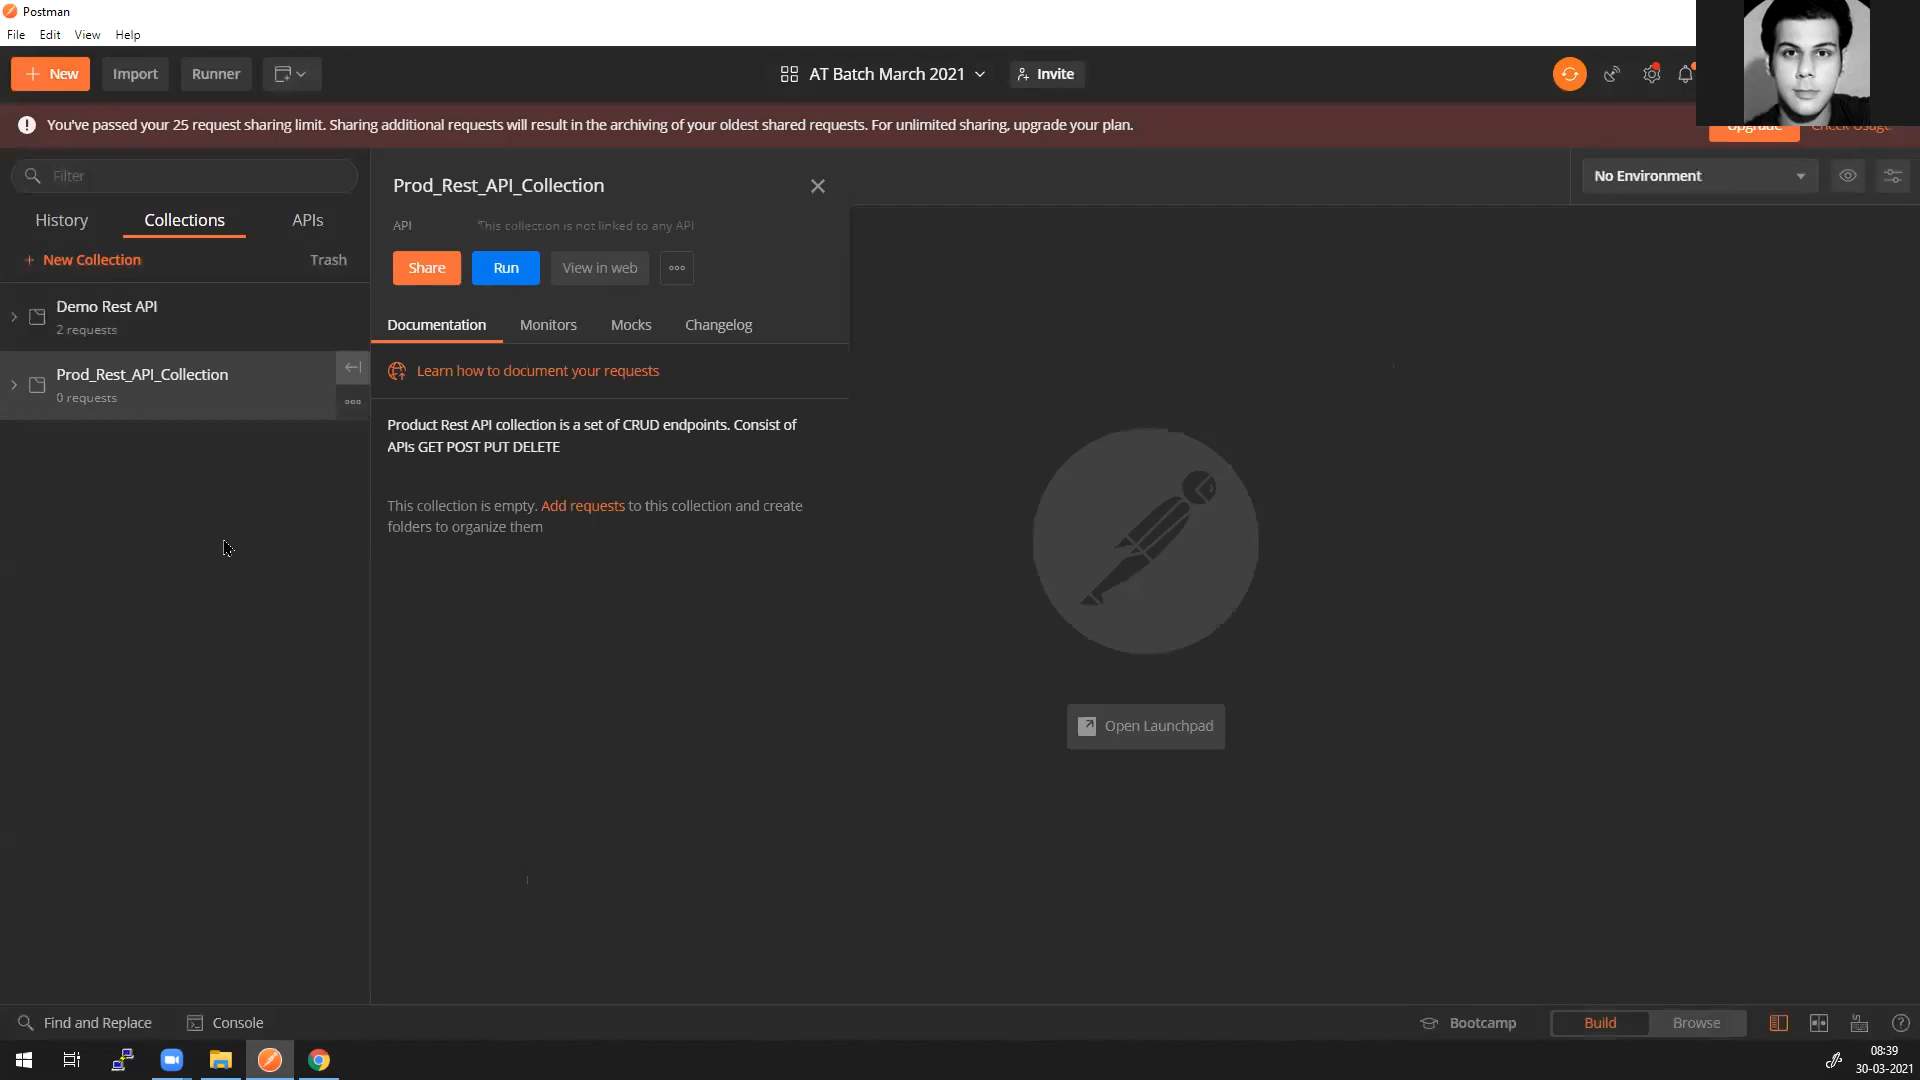 Postman
File Edit View Help
+ New Import Runner AT Batch March 2021 Invite
You've passed your 25 request sharing limit. Sharing additional requests will result in the archiving of your oldest shared requests. For unlimited sharing, upgrade your plan.
Upgrade Check Usage
Filter
History Collections APIs
+ New Collection Trash
Demo Rest API
2 requests
Prod_Rest_API_Collection
0 requests
Prod_Rest_API_Collection
API This collection is not linked to any API
Share Run View in web
Documentation Monitors Mocks Changelog
Learn how to document your requests
Product Rest API collection is a set of CRUD endpoints. Consist of
APIs GET POST PUT DELETE
This collection is empty. Add requests to this collection and create
folders to organize them
No Environment
Open Launchpad
Find and Replace Console
Bootcamp Build Browse
08:39
30-03-2021